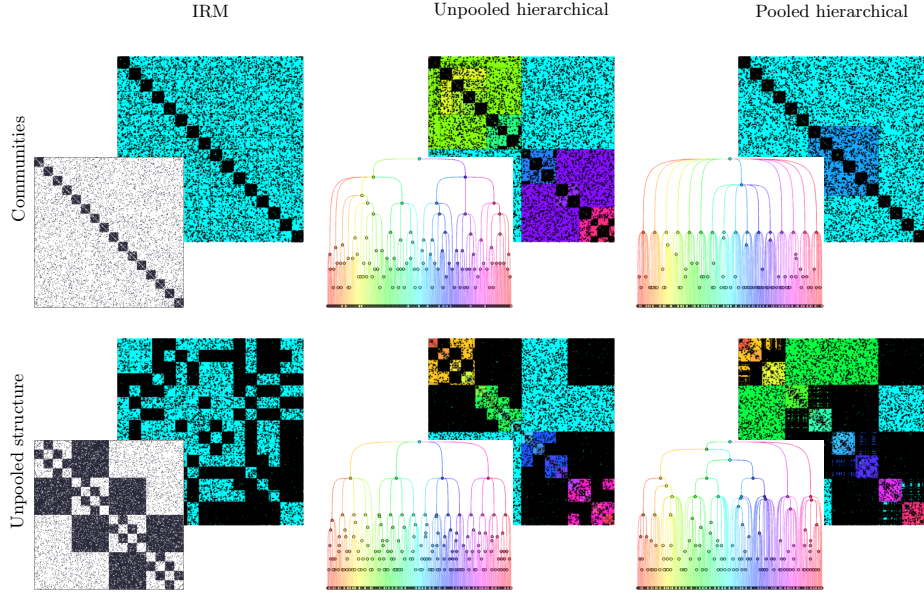 IRM
Unpooled hierarchical
Pooled hierarchical
Communities
Unpooled structure